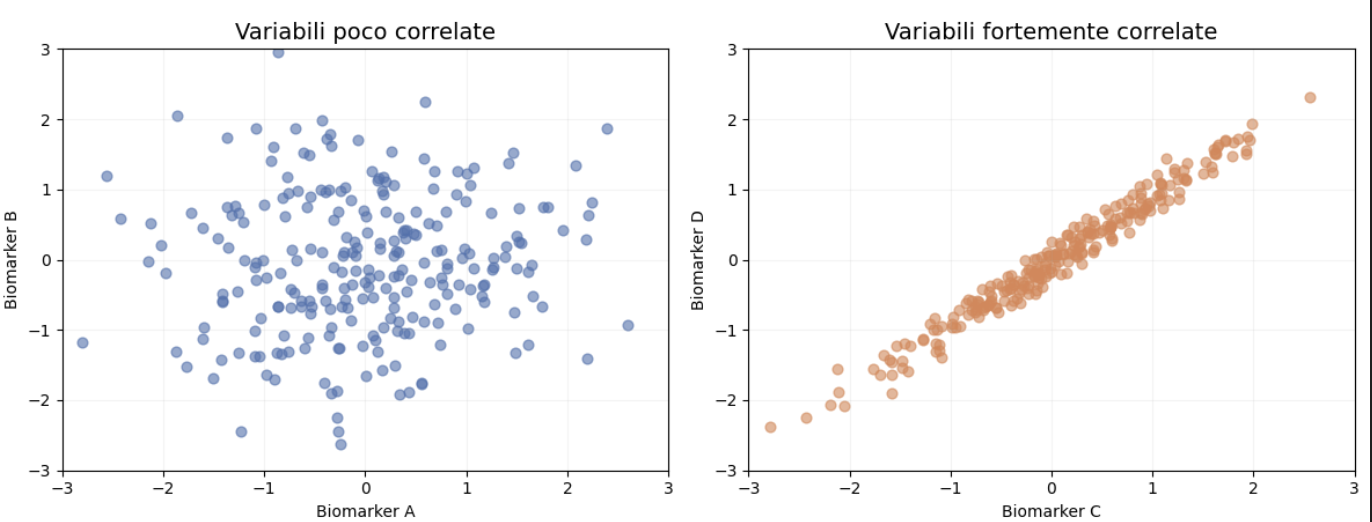 Variabili poco correlate
3
2
1
0
−1
−2
−3
Biomarker B
−3 −2 −1 0 1 2 3
Biomarker A
Variabili fortemente correlate
3
2
1
0
−1
−2
−3
Biomarker D
−3 −2 −1 0 1 2 3
Biomarker C